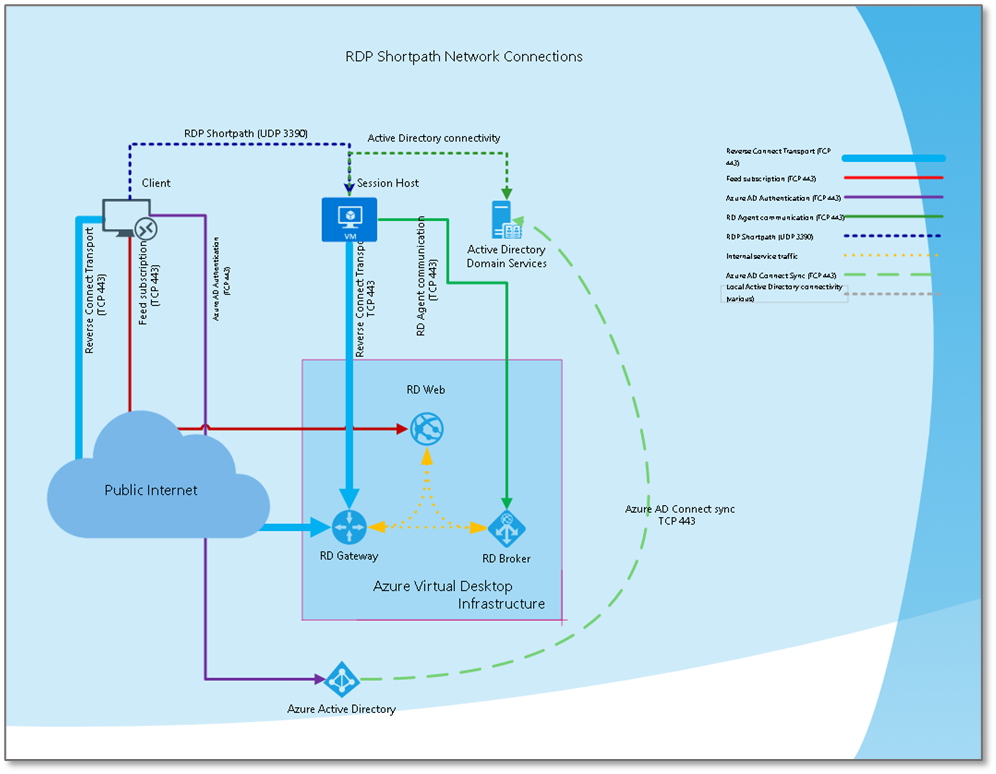 RDP Shortpath Network Connections
RDP Shortpath (UDP 3390)
Active Directory connectivity
Client
Session Host
VM
Active Directory
Domain Services
Reverse Connect Transport
(TCP 443)
Feed subscription
(TCP 443)
Azure AD Authentication
(TCP 443)
Reverse Connect Transpo
TCP 443
RD Agent communication
(TCP 443)
Reverse Connect Transport (TCP
443)
Feed subscription (TCP 443)
Azure AD Authentication (TCP 443)
RD Agent communication (TCP 443)
RDP Shortpath (UDP 3390)
Internal service traffic
Azure AD Connect Sync (TCP 443)
Local Active Directory connectivity
(various)
RD Web
Public Internet
RD Gateway
RD Broker
Azure Virtual Desktop
Infrastructure
Azure AD Connect sync
TCP 443
Azure Active Directory